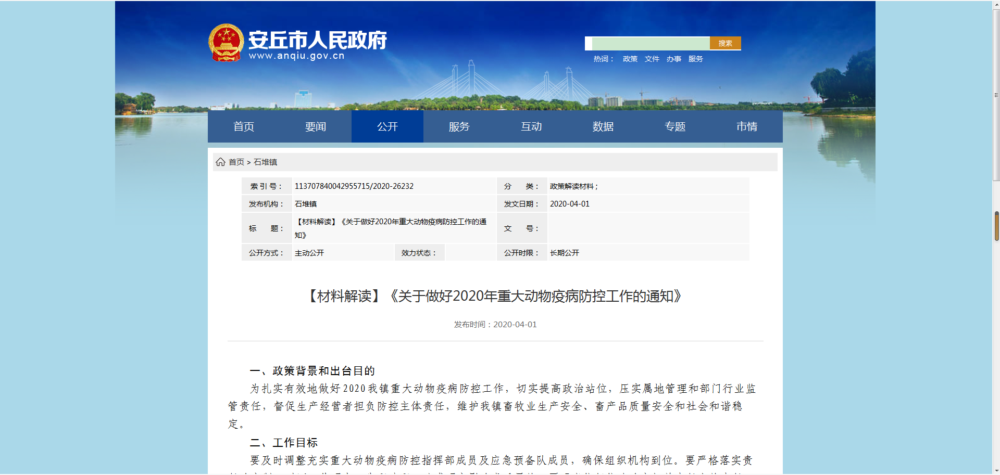 安丘市人民政府
www.anqiu.gov.cn
搜索
热词： 政策 文件 办事 服务
首页 要闻 公开 服务 互动 数据 专题 市情
首页 > 石堆镇
索 引 号： 113707840042955715/2020-26232 分 类： 政策解读材料 ;
发布机构： 石堆镇 发文日期： 2020-04-01
标 题： 【材料解读】《关于做好2020年重大动物疫病防控工作的通
知》 文 号：
公开方式： 主动公开 效力状态： 公开时限： 长期公开
【材料解读】《关于做好2020年重大动物疫病防控工作的通知》
发布时间：2020-04-01
一、政策背景和出台目的
为扎实有效地做好2020我镇重大动物疫病防控工作，切实提高政治站位，压实属地管理和部门行业监
管责任，督促生产经营者担负防控主体责任，维护我镇畜牧业生产安全、畜产品质量安全和社会和谐稳
定。
二、工作目标
要及时调整充实重大动物疫病防控指挥部成员及应急预备队成员，确保组织机构到位。要严格落实责